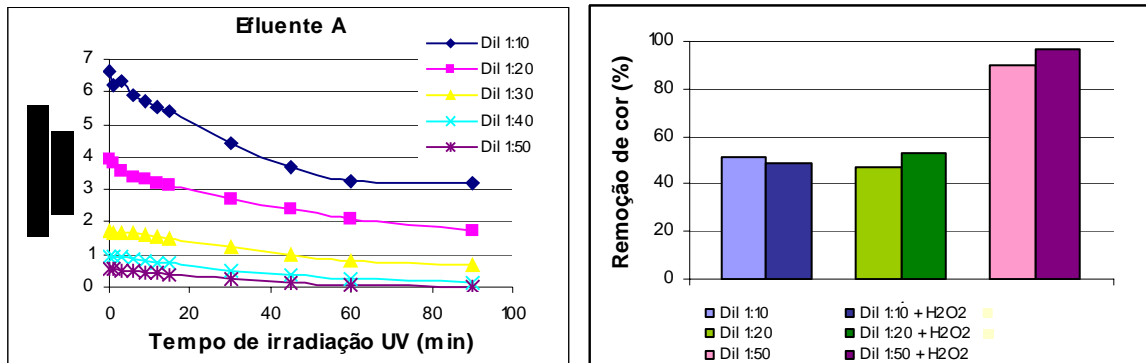 Efluente A
7
6
5
4
3
2
1
0
0 20 40 60 80 100
Tempo de irradiação UV (min)
Dil 1:10
Dil 1:20
Dil 1:30
Dil 1:40
Dil 1:50
Remoção de cor (%)
100
80
60
40
20
0
Dil 1:10 Dil 1:10 + H2O2
Dil 1:20 Dil 1:20 + H2O2
Dil 1:50 Dil 1:50 + H2O2